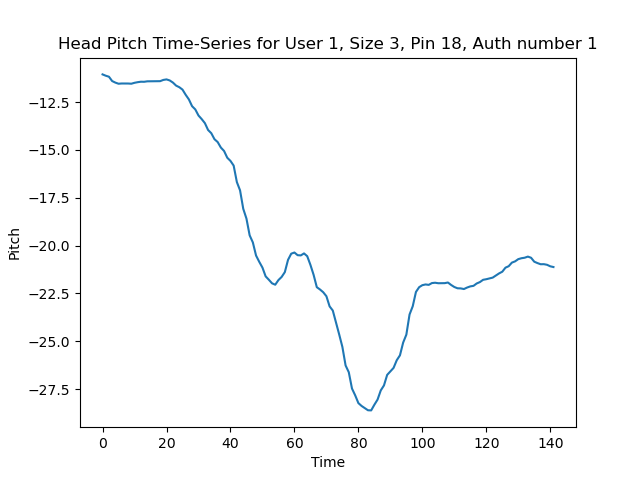 Head Pitch Time-Series for User 1, Size 3, Pin 18, Auth number 1
−12.5
−15.0
−17.5
−20.0
−22.5
−25.0
−27.5
Pitch
0 20 40 60 80 100 120 140
Time